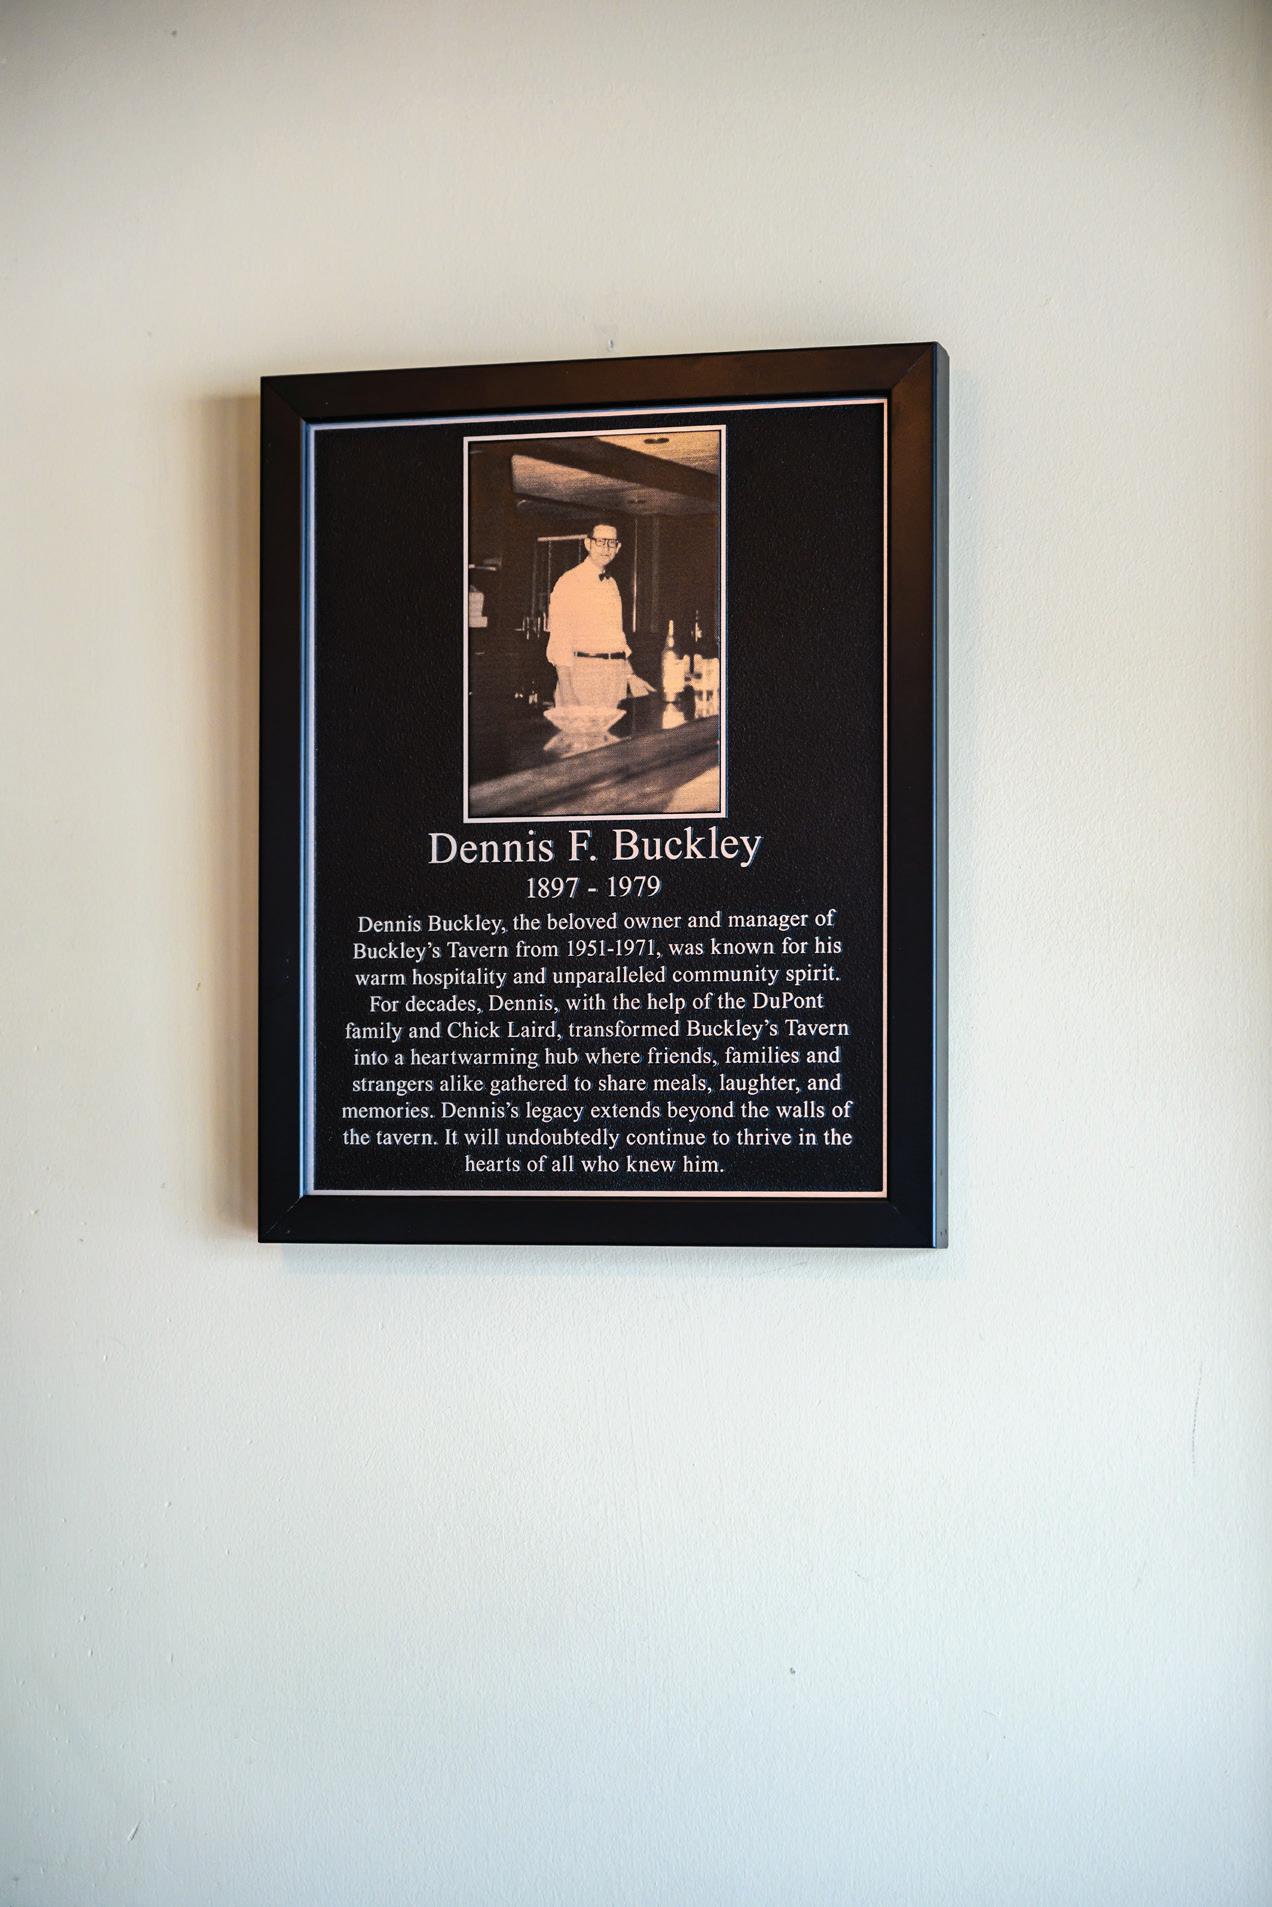 Dennis F. Buckley
1897 - 1979
Dennis Buckley, the beloved owner and manager of
Buckley's Tavern from 1951-1971, was known for his
warm hospitality and unparalleled community spirit.
For decades, Dennis, with the help of the DuPont
family and Chick Laird, transformed Buckley's Tavern
into a heartwarming hub where friends, families and
strangers alike gathered to share meals, laughter, and
memories. Dennis's legacy extends beyond the walls of
the tavern. It will undoubtedly continue to thrive in the
hearts of all who knew him.